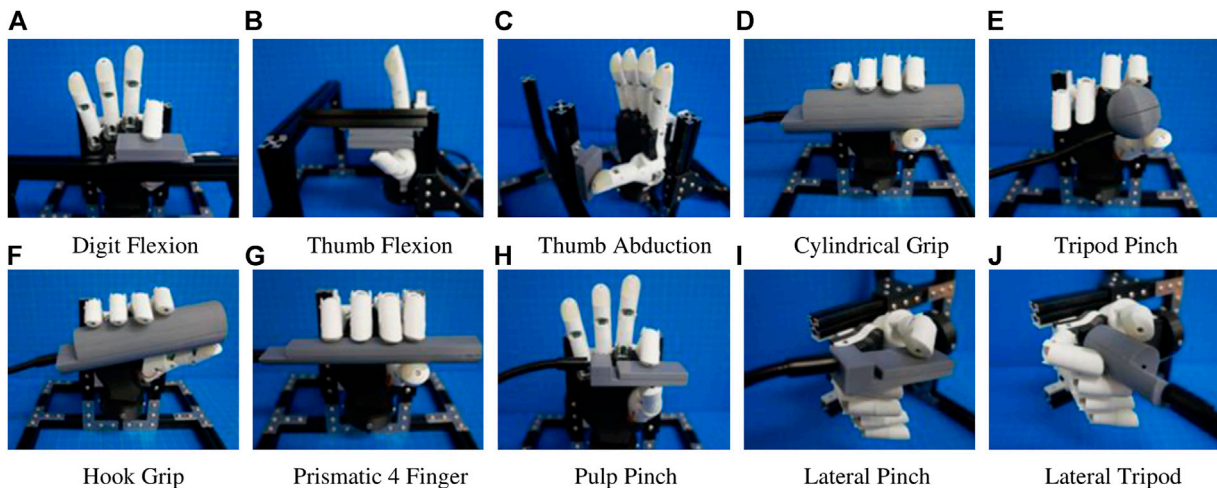 A
B
C
D
E
Digit Flexion
Thumb Flexion
Thumb Abduction
Cylindrical Grip
Tripod Pinch
F
G
H
I
J
Hook Grip
Prismatic 4 Finger
Pulp Pinch
Lateral Pinch
Lateral Tripod